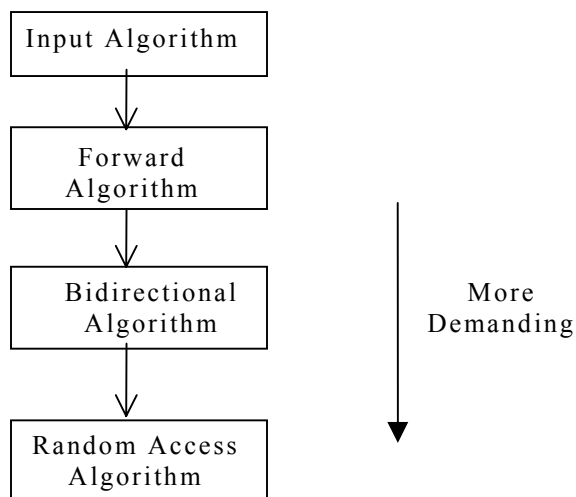 Input Algorithm
Forward
Algorithm
Bidirectional
Algorithm
More
Demanding
Random Access
Algorithm